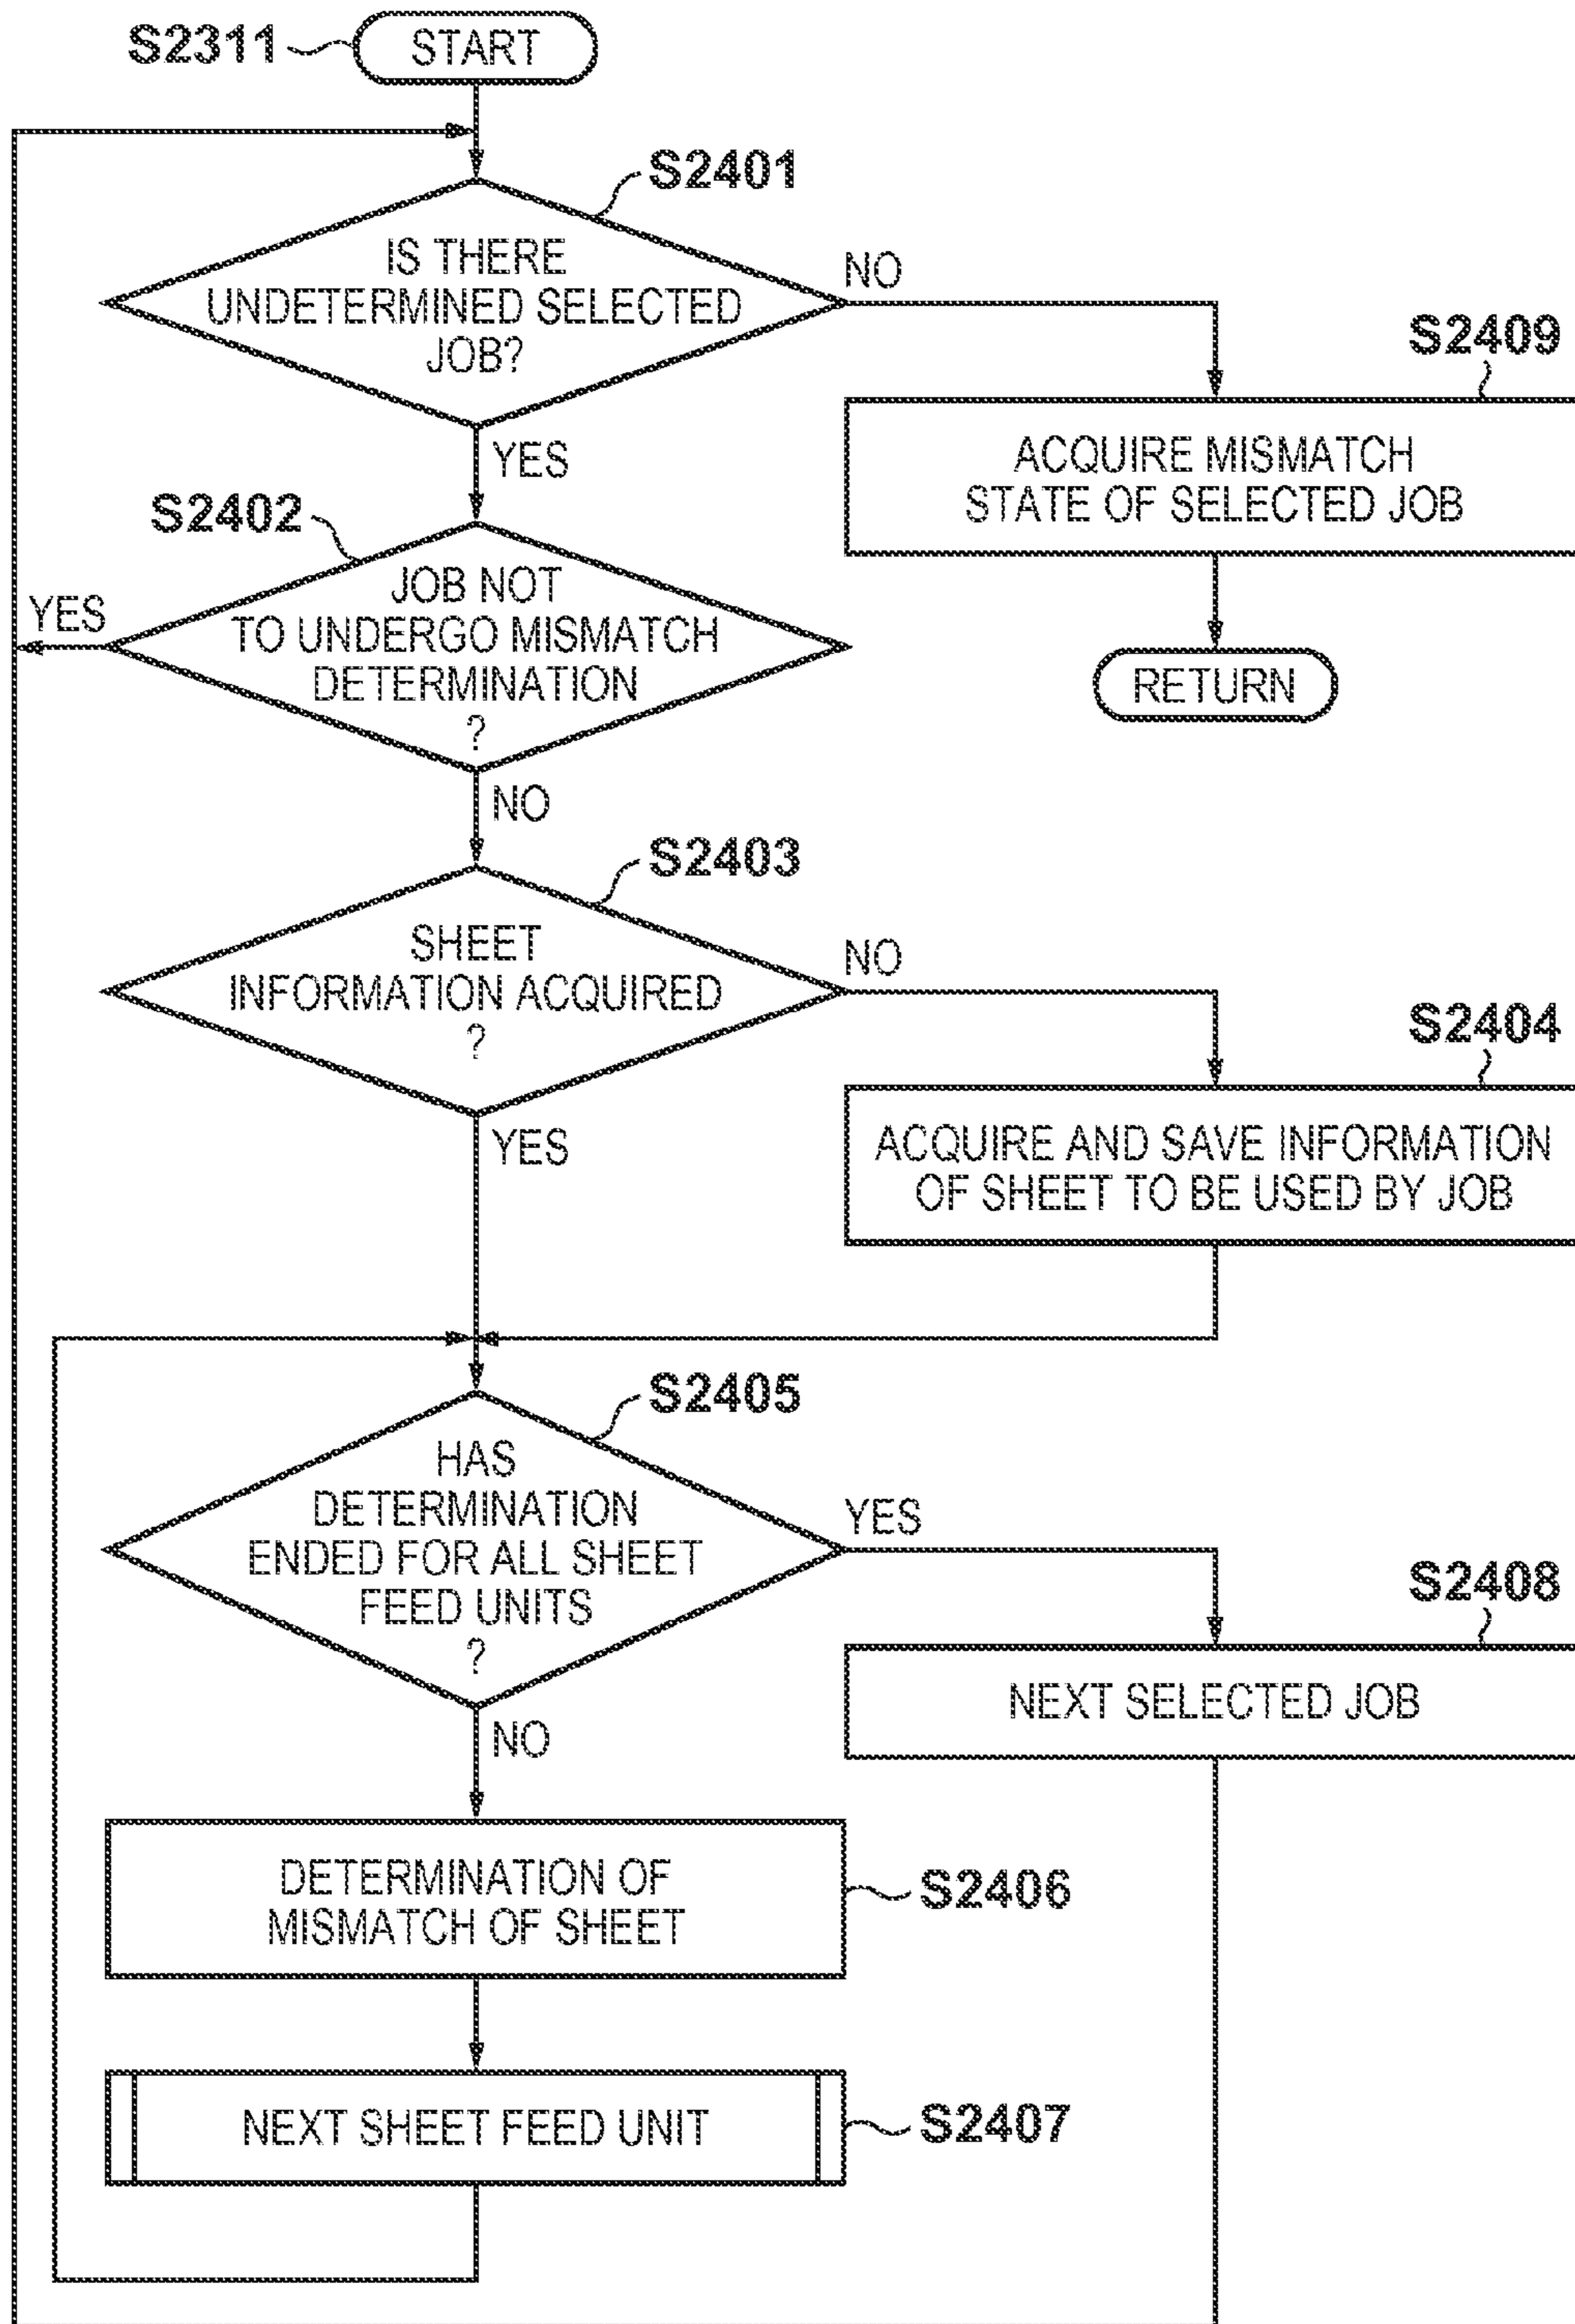 S2311
START
S2401
IS THERE
UNDETERMINED SELECTED
JOB?
NO
YES
S2409
ACQUIRE MISMATCH
STATE OF SELECTED JOB
RETURN
S2402
JOB NOT
TO UNDERGO MISMATCH
DETERMINATION
?
YES
NO
S2403
SHEET
INFORMATION ACQUIRED
?
NO
YES
S2404
ACQUIRE AND SAVE INFORMATION
OF SHEET TO BE USED BY JOB
S2405
HAS
DETERMINATION
ENDED FOR ALL SHEET
FEED UNITS
?
YES
NO
S2408
NEXT SELECTED JOB
DETERMINATION OF
MISMATCH OF SHEET
S2406
NEXT SHEET FEED UNIT
S2407